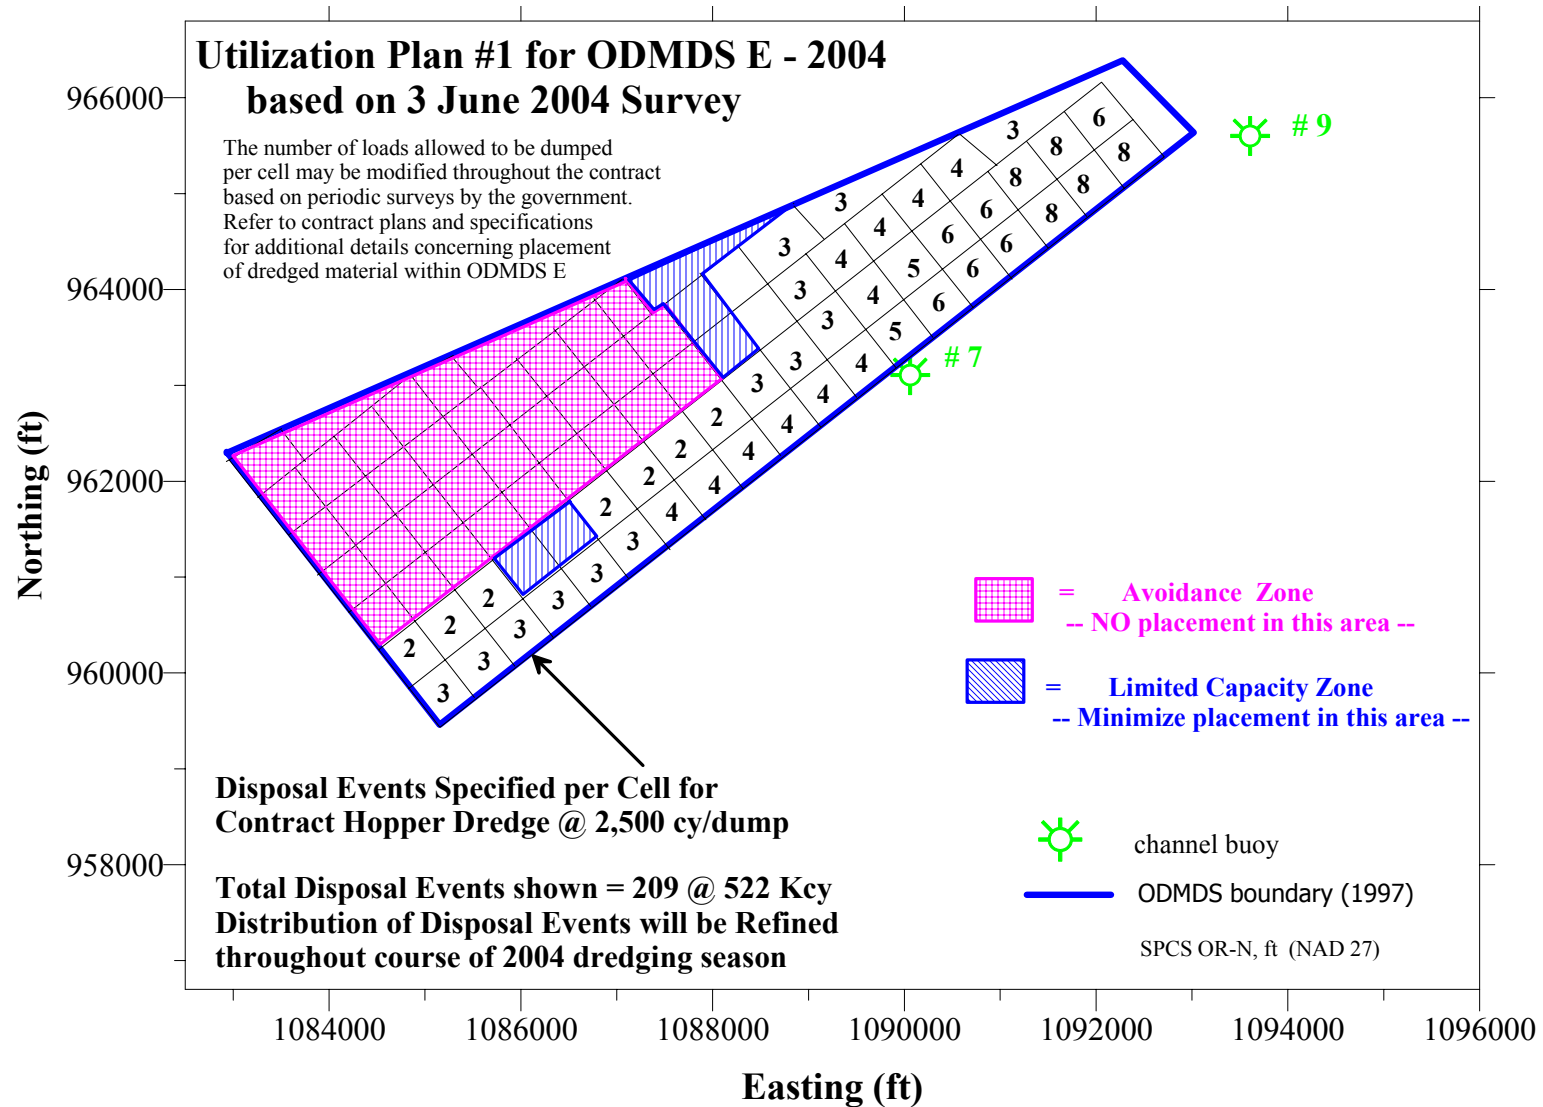 Utilization Plan #1 for ODMDS E - 2004
based on 3 June 2004 Survey
The number of loads allowed to be dumped
per cell may be modified throughout the contract
based on periodic surveys by the government.
Refer to contract plans and specifications
for additional details concerning placement
of dredged material within ODMDS E
966000
964000
962000
960000
958000
Northing (ft)
# 9
# 7
3 6
3 4 8 8
3 4 8 8
4 6 8
4 6 6
3 5 6
3 4 6
3 5
3 4
2 4
2 4
2 4
2 4
3
3
2 3
2 3
2 3
3
= Avoidance Zone
-- NO placement in this area --
= Limited Capacity Zone
-- Minimize placement in this area --
Disposal Events Specified per Cell for
Contract Hopper Dredge @ 2,500 cy/dump
Total Disposal Events shown = 209 @ 522 Kcy
Distribution of Disposal Events will be Refined
throughout course of 2004 dredging season
channel buoy
ODMDS boundary (1997)
SPCS OR-N, ft (NAD 27)
1084000 1086000 1088000 1090000 1092000 1094000 1096000
Easting (ft)